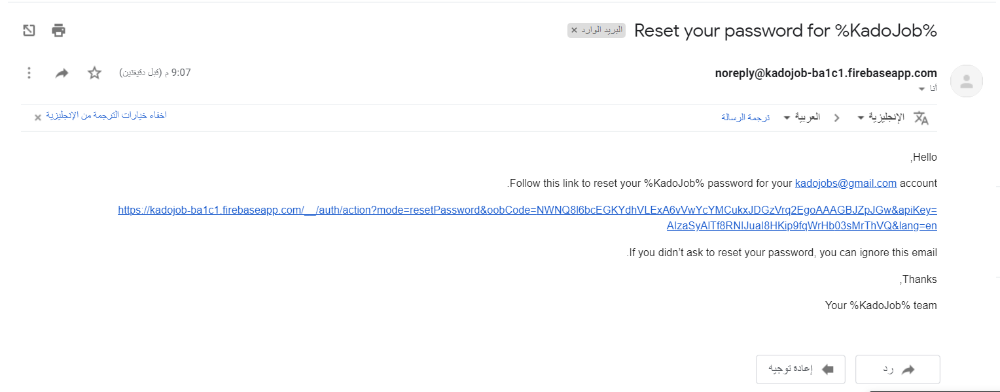 Reset your password for %KadoJob%
البريد الوارد ×
noreply@kadojob-ba1c1.firebaseapp.com
9:07 م (قبل دقيقتين)
أنا
الإنجليزية
العربية
ترجمة الرسالة
اخفاء خيارات الترجمة من الإنجليزية ×
Hello,
Follow this link to reset your %KadoJob% password for your kadojobs@gmail.com account.
https://kadojob-ba1c1.firebaseapp.com/__/auth/action?mode=resetPassword&oobCode=NWNQ8I6bcEGKYdhVLExA6vVwYcYMCukxJDGzVrq2EgoAAAGBJZpJGw&apiKey=
AIzaSyAITf8RNIJuaI8HKip9fqWrHb03sMrThVQ&lang=en
If you didn’t ask to reset your password, you can ignore this email.
Thanks,
Your %KadoJob% team
رد
إعادة توجيه